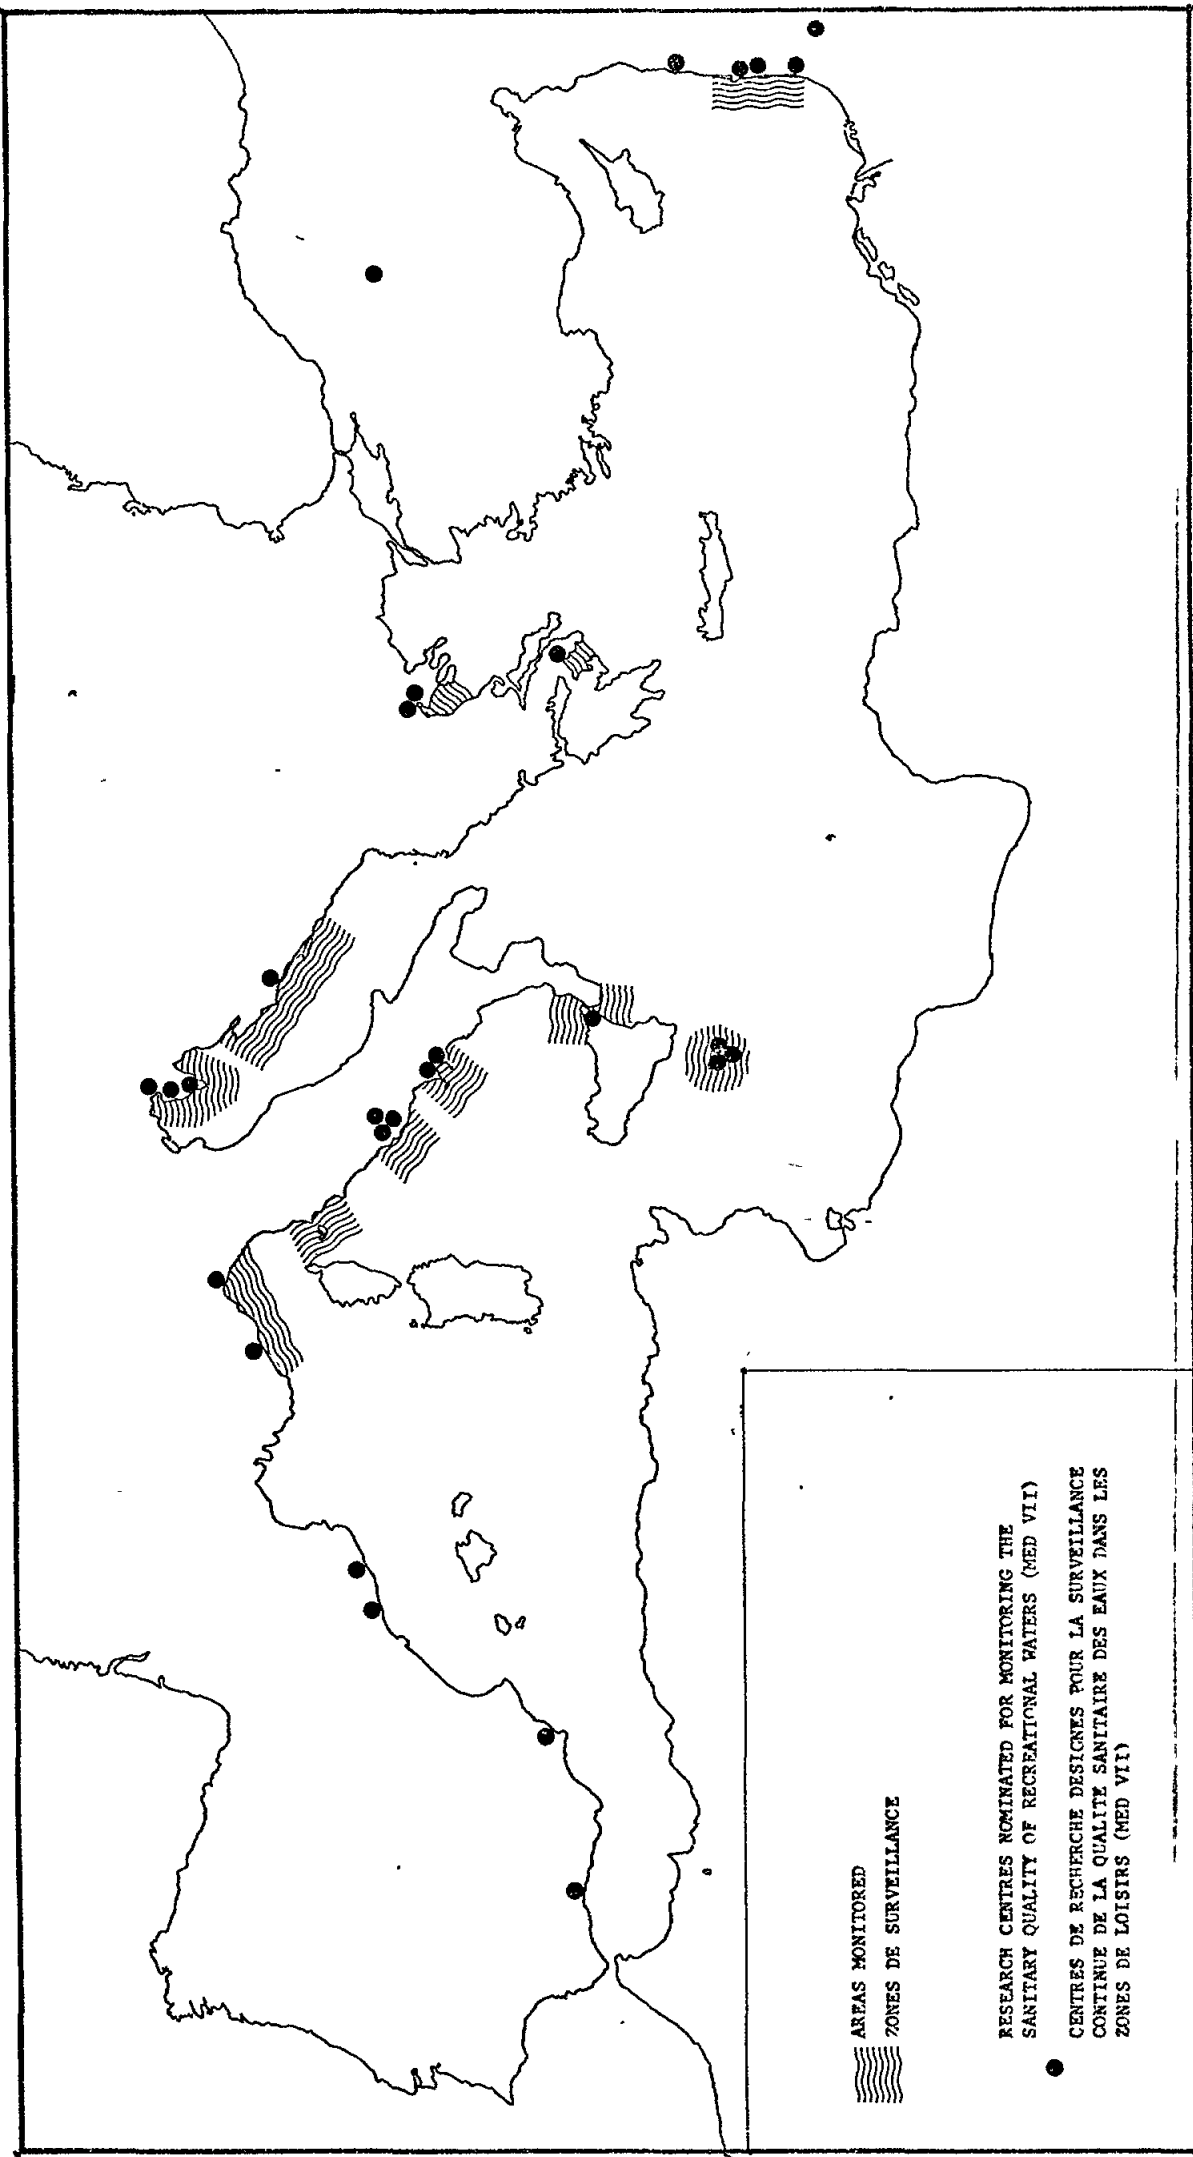 AREAS MONITORED
ZONES DE SURVEILLANCE
RESEARCH CENTRES NOMINATED FOR MONITORING THE
SANITARY QUALITY OF RECREATIONAL WATERS (MED VII)
CENTRES DE RECHERCHE DESIGNES POUR LA SURVEILLANCE
CONTINUE DE LA QUALITE SANITAIRE DES EAUX DANS LES
ZONES DE LOISIRS (MED VII)